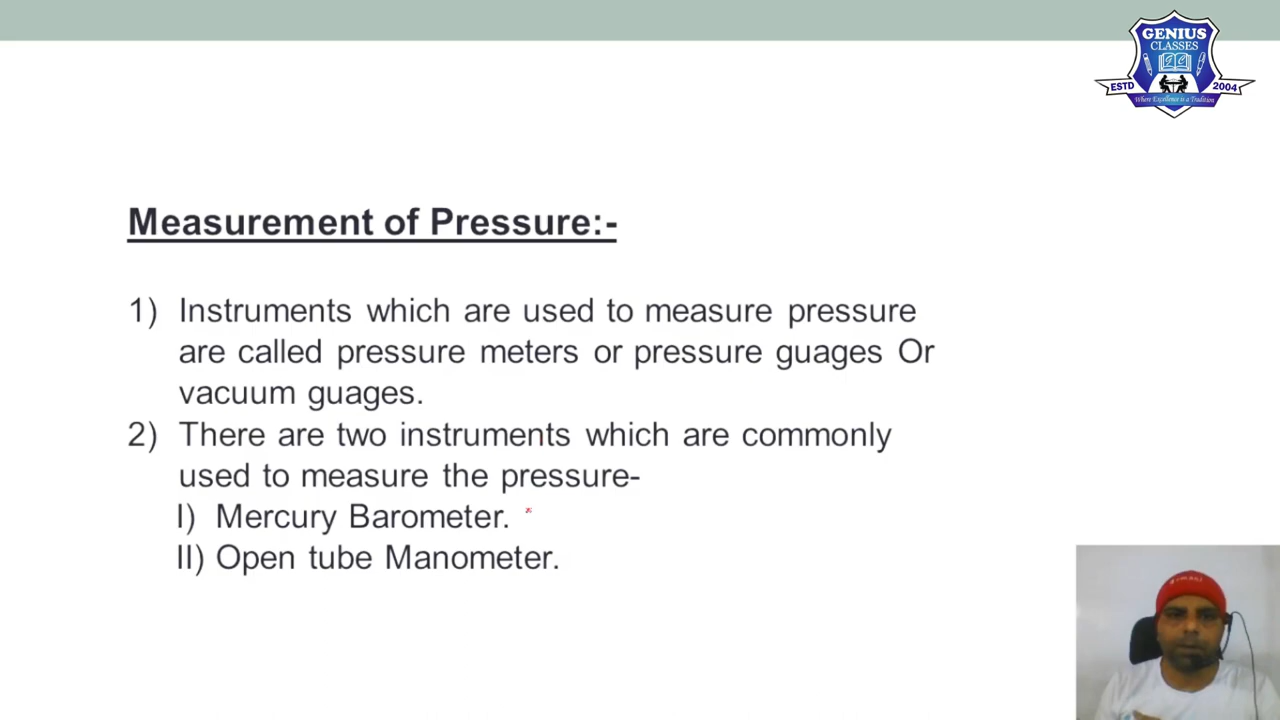 GENIUS
CLASSES
ESTD 2004
Where Excellence is a Tradition
Measurement of Pressure:-
1) Instruments which are used to measure pressure
are called pressure meters or pressure guages Or
vacuum guages.
2) There are two instruments which are commonly
used to measure the pressure-
I) Mercury Barometer.
II) Open tube Manometer.